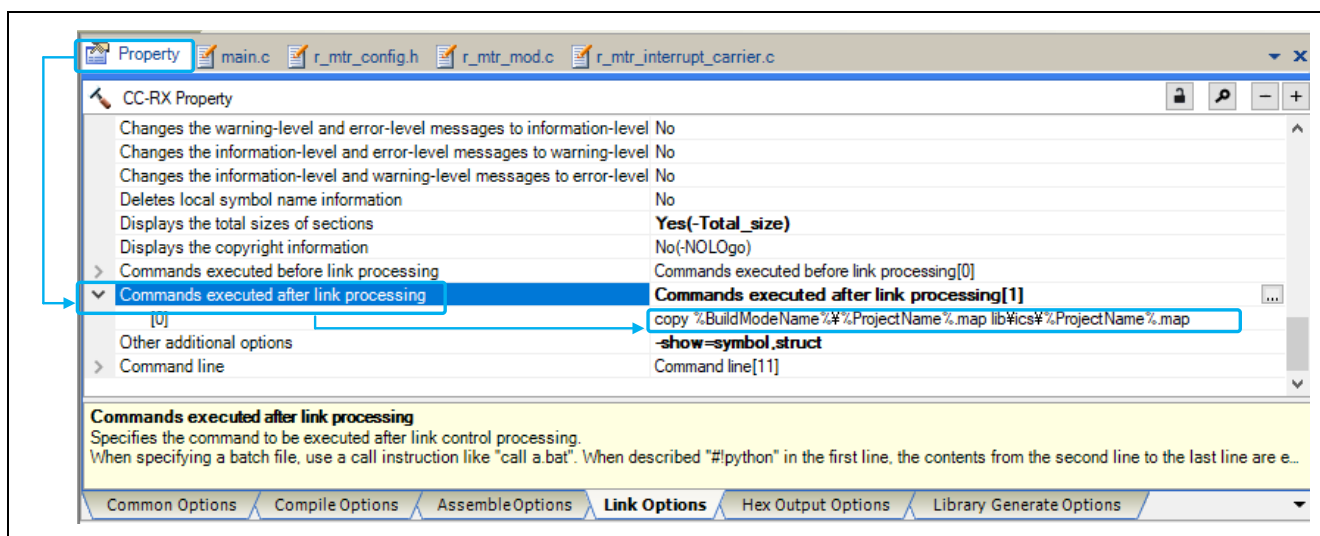 Property main.c r_mtr_config.h r_mtr_mod.c r_mtr_interrupt_carrier.c
CC-RX Property
Changes the warning-level and error-level messages to information-level No
Changes the information-level and error-level messages to warning-level No
Changes the information-level and warning-level messages to error-level No
Deletes local symbol name information No
Displays the total sizes of sections Yes(-Total_size)
Displays the copyright information No(-NOLOgo)
Commands executed before link processing Commands executed before link processing[0]
Commands executed after link processing Commands executed after link processing[1] ...
[0] copy %BuildModeName%¥%ProjectName%.map lib¥ics¥%ProjectName%.map
Other additional options -show=symbol,struct
Command line Command line[11]
Commands executed after link processing
Specifies the command to be executed after link control processing.
When specifying a batch file, use a call instruction like "call a.bat". When described "#!python" in the first line, the contents from the second line to the last line are e...
Common Options Compile Options Assemble Options Link Options Hex Output Options Library Generate Options